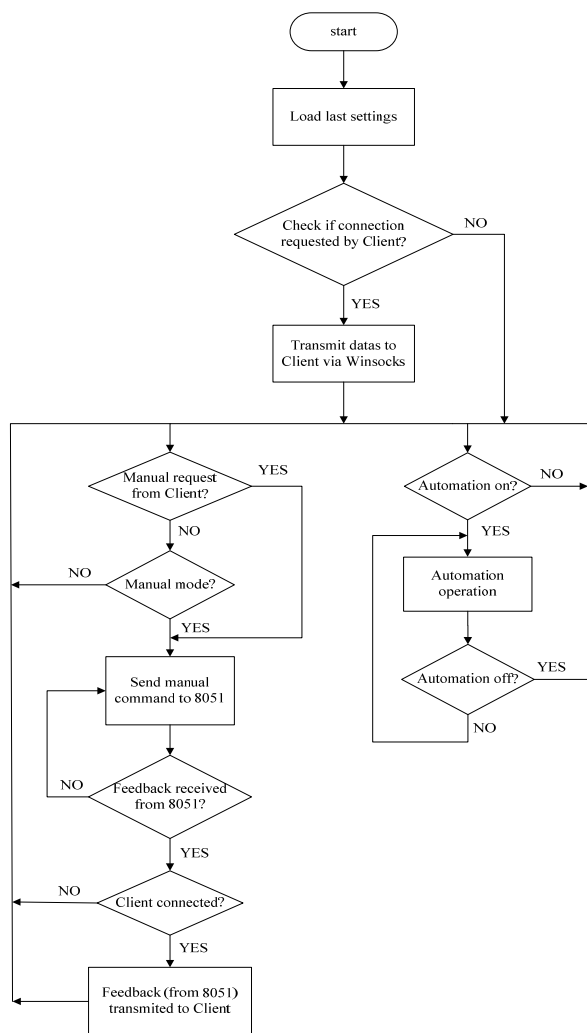 start
Load last settings
Check if connection
requested by Client?
NO
YES
Transmit datas to
Client via Winsocks
Manual request
from Client?
YES
NO
Manual mode?
NO
YES
Send manual
command to 8051
Feedback received
from 8051?
NO
YES
Client connected?
NO
YES
Feedback (from 8051)
transmited to Client
Automation on?
NO
YES
Automation
operation
Automation off?
YES
NO